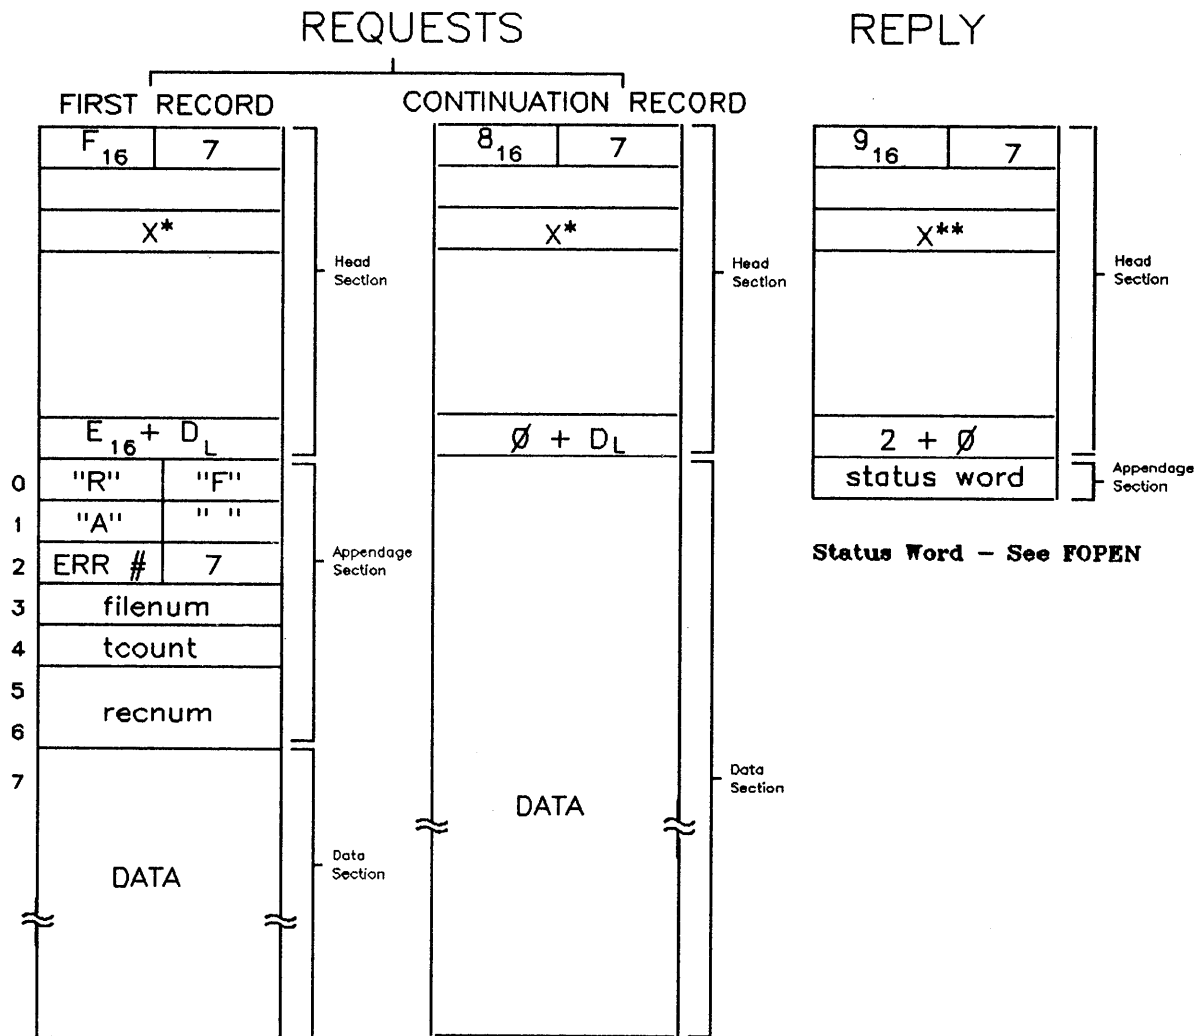 REQUESTS
FIRST RECORD
F16 7
X*
Head
Section
E16 + DL
0 "R" "F"
1 "A" " "
2 ERR # 7
3 filenum
4 tcount
5
recnum
6
Appendage
Section
7
DATA
Data
Section
CONTINUATION RECORD
816 7
X*
Head
Section
Ø + DL
DATA
Data
Section
REPLY
916 7
X**
Head
Section
2 + Ø
status word
Appendage
Section
Status Word – See FOPEN